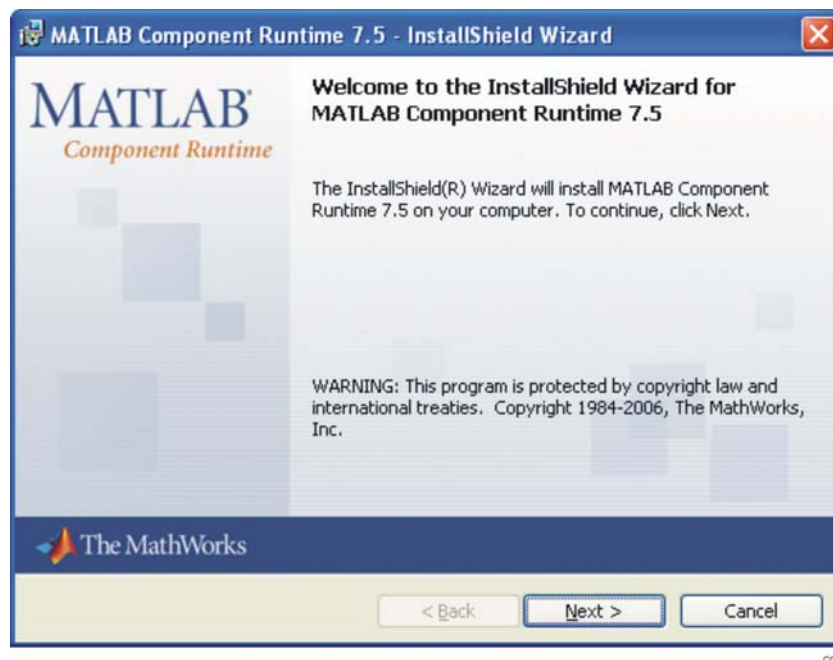 MATLAB Component Runtime 7.5 - InstallShield Wizard
MATLAB®
Component Runtime
Welcome to the InstallShield Wizard for
MATLAB Component Runtime 7.5
The InstallShield(R) Wizard will install MATLAB Component
Runtime 7.5 on your computer. To continue, click Next.
WARNING: This program is protected by copyright law and
international treaties. Copyright 1984-2006, The MathWorks,
Inc.
The MathWorks
< Back
Next >
Cancel